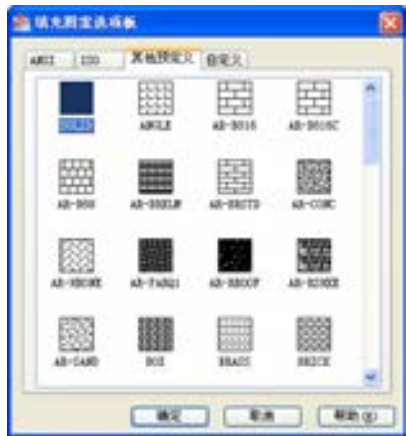 填充图案选项板
ANSI ISO 其他预定义 自定义
SOLID ANGLE AR-B816 AR-B816C
AR-B88 AR-BRELM AR-BRSTD AR-CONC
AR-HBONE AR-PARQ1 AR-RROOF AR-RSHKE
AR-SAND BOX BRASS BRICK
确定 取消 帮助(H)